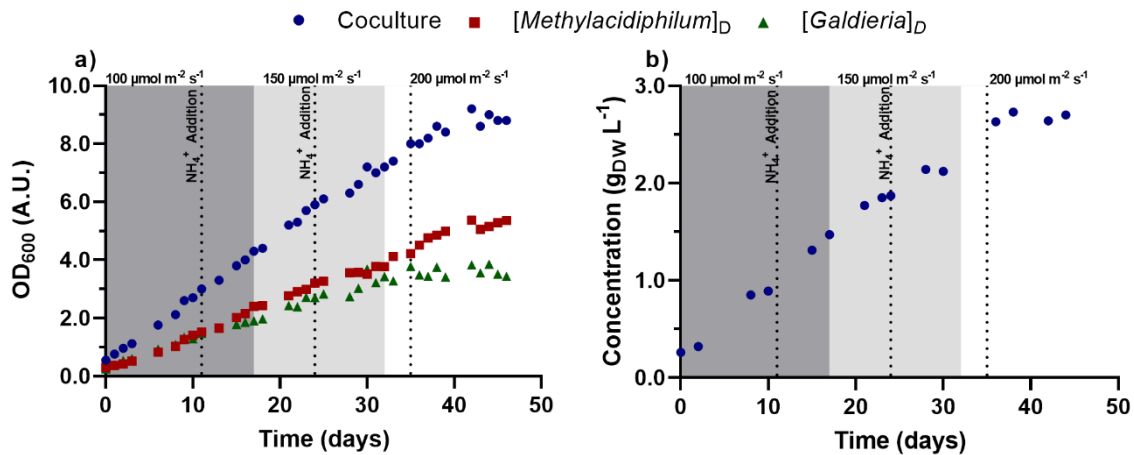 Coculture [Methylacidiphilum]D [Galdieria]D
a)
100 µmol m⁻² s⁻¹ 150 µmol m⁻² s⁻¹ 200 µmol m⁻² s⁻¹
10.0
8.0
6.0
4.0
2.0
0.0
OD₆₀₀ (A.U.)
NH₄⁺ Addition
NH₄⁺ Addition
0 10 20 30 40 50
Time (days)
b)
100 µmol m⁻² s⁻¹ 150 µmol m⁻² s⁻¹ 200 µmol m⁻² s⁻¹
3.0
2.0
1.0
0.0
Concentration (gDW L⁻¹)
NH₄⁺ Addition
NH₄⁺ Addition
0 10 20 30 40 50
Time (days)